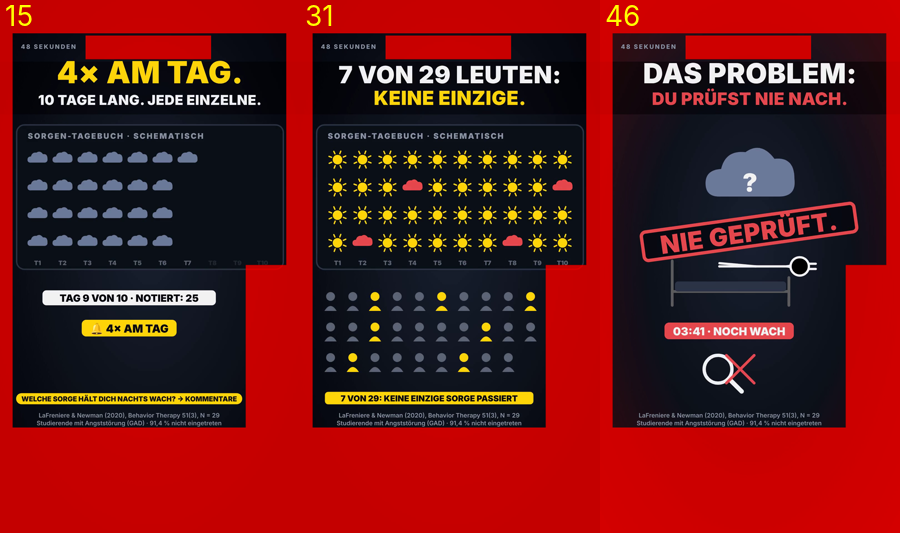 15
48 SEKUNDEN
4× AM TAG.
10 TAGE LANG. JEDE EINZELNE.
SORGEN-TAGEBUCH · SCHEMATISCH
T1 T2 T3 T4 T5 T6 T7 T8 T9 T10
TAG 9 VON 10 · NOTIERT: 25
🔔 4× AM TAG
WELCHE SORGE HÄLT DICH NACHTS WACH? → KOMMENTARE
LaFreniere & Newman (2020), Behavior Therapy 51(3), N = 29
Studierende mit Angststörung (GAD) · 91,4 % nicht eingetreten
31
48 SEKUNDEN
7 VON 29 LEUTEN:
KEINE EINZIGE.
SORGEN-TAGEBUCH · SCHEMATISCH
T1 T2 T3 T4 T5 T6 T7 T8 T9 T10
7 VON 29: KEINE EINZIGE SORGE PASSIERT
LaFreniere & Newman (2020), Behavior Therapy 51(3), N = 29
Studierende mit Angststörung (GAD) · 91,4 % nicht eingetreten
46
48 SEKUNDEN
DAS PROBLEM:
DU PRÜFST NIE NACH.
?
NIE GEPRÜFT.
03:41 · NOCH WACH
LaFreniere & Newman (2020), Behavior Therapy 51(3), N = 29
Studierende mit Angststörung (GAD) · 91,4 % nicht eingetreten